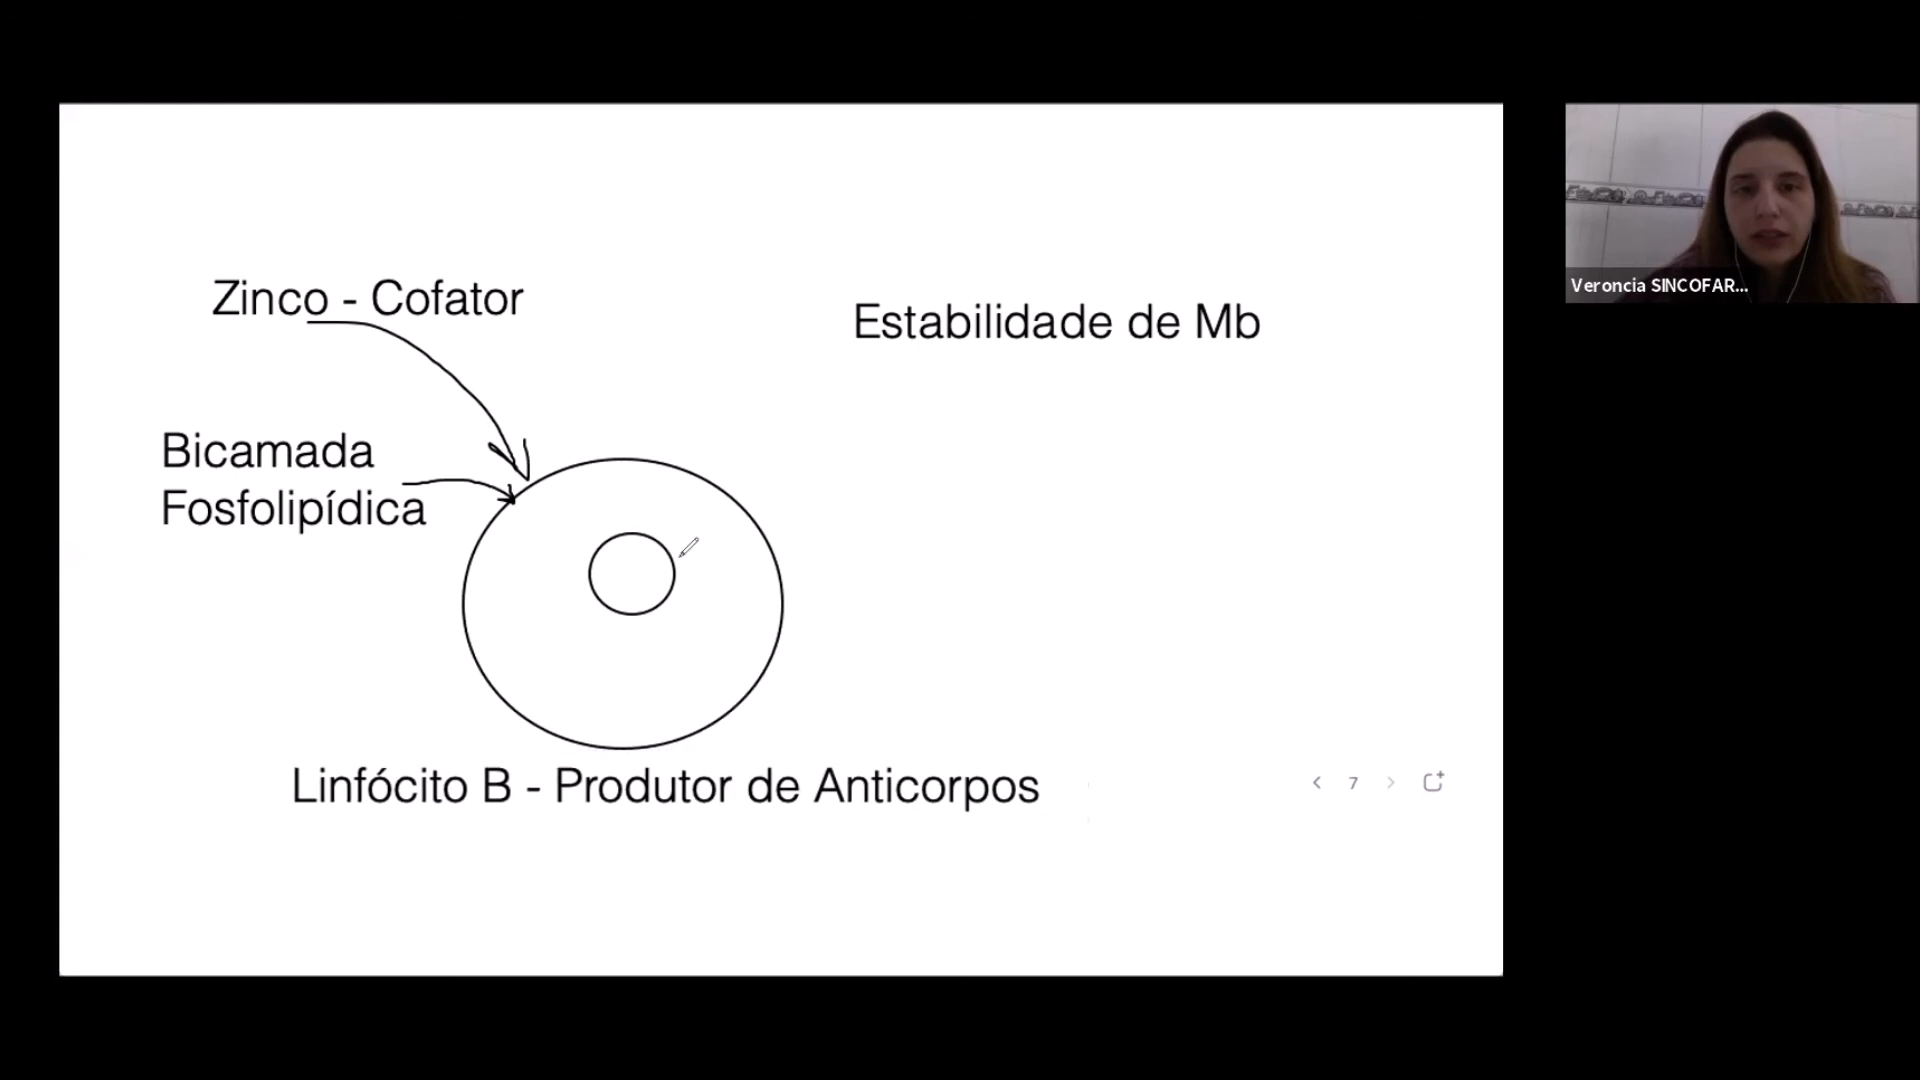 Zinco - Cofator
Estabilidade de Mb
Bicamada
Fosfolipídica
Linfócito B - Produtor de Anticorpos
7
Veroncia SINCOFAR...